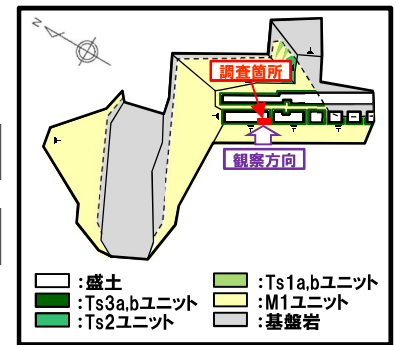 N
調査箇所
観察方向
:盛土
:Ts1a,bユニット
:Ts3a,bユニット
:M1ユニット
:Ts2ユニット
:基盤岩